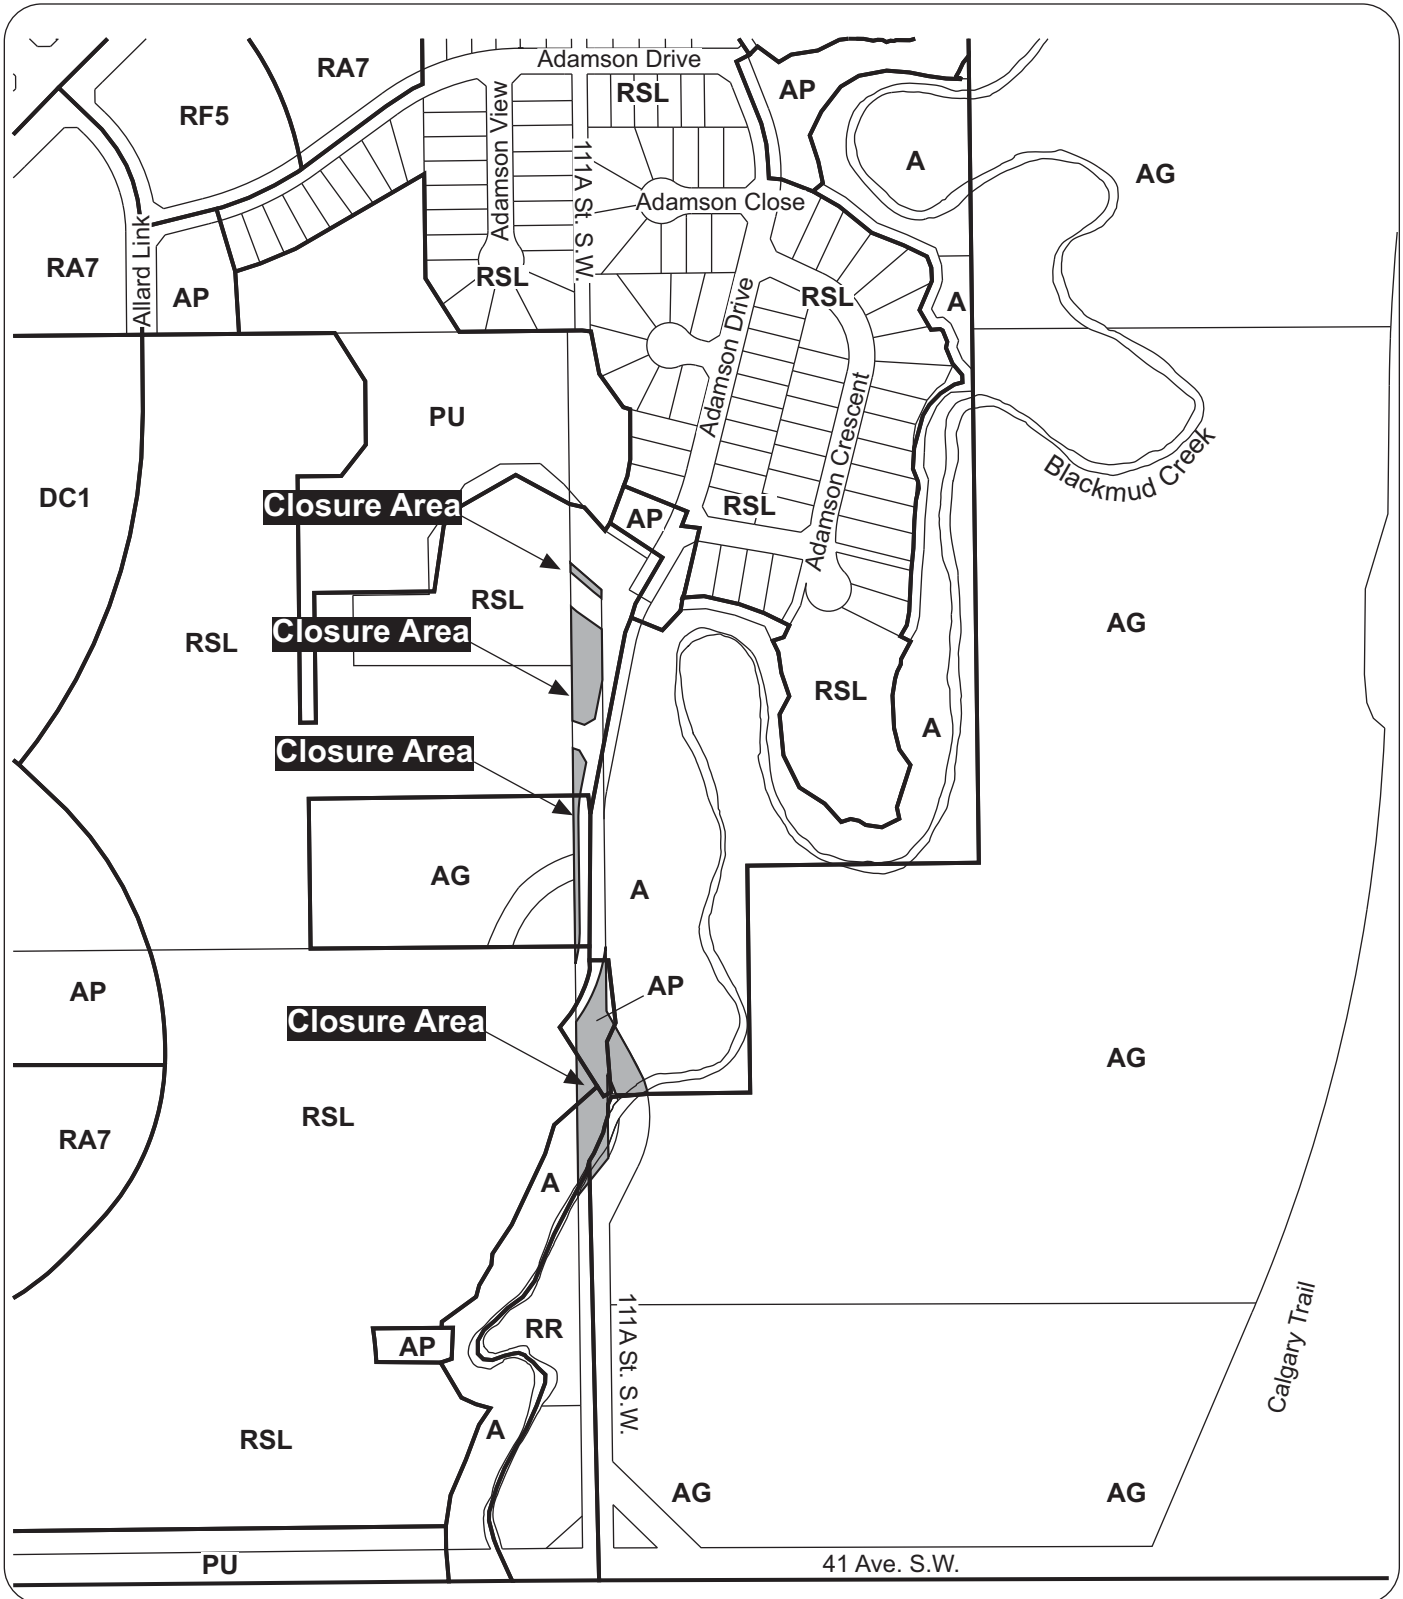 Adamson Drive
RA7
RSL
AP
RF5
Adamson View
111A St. S.W.
A
AG
Adamson Close
Allard Link
RA7
AP
RSL
RSL
A
Adamson Drive
Adamson Crescent
PU
Blackmud Creek
DC1
Closure Area
AP
RSL
RSL
AG
Closure Area
RSL
RSL
A
Closure Area
AG
A
AP
AP
Closure Area
AG
RSL
RA7
A
RR
AP
111A St. S.W.
Calgary Trail
RSL
A
AG
AG
PU
41 Ave. S.W.